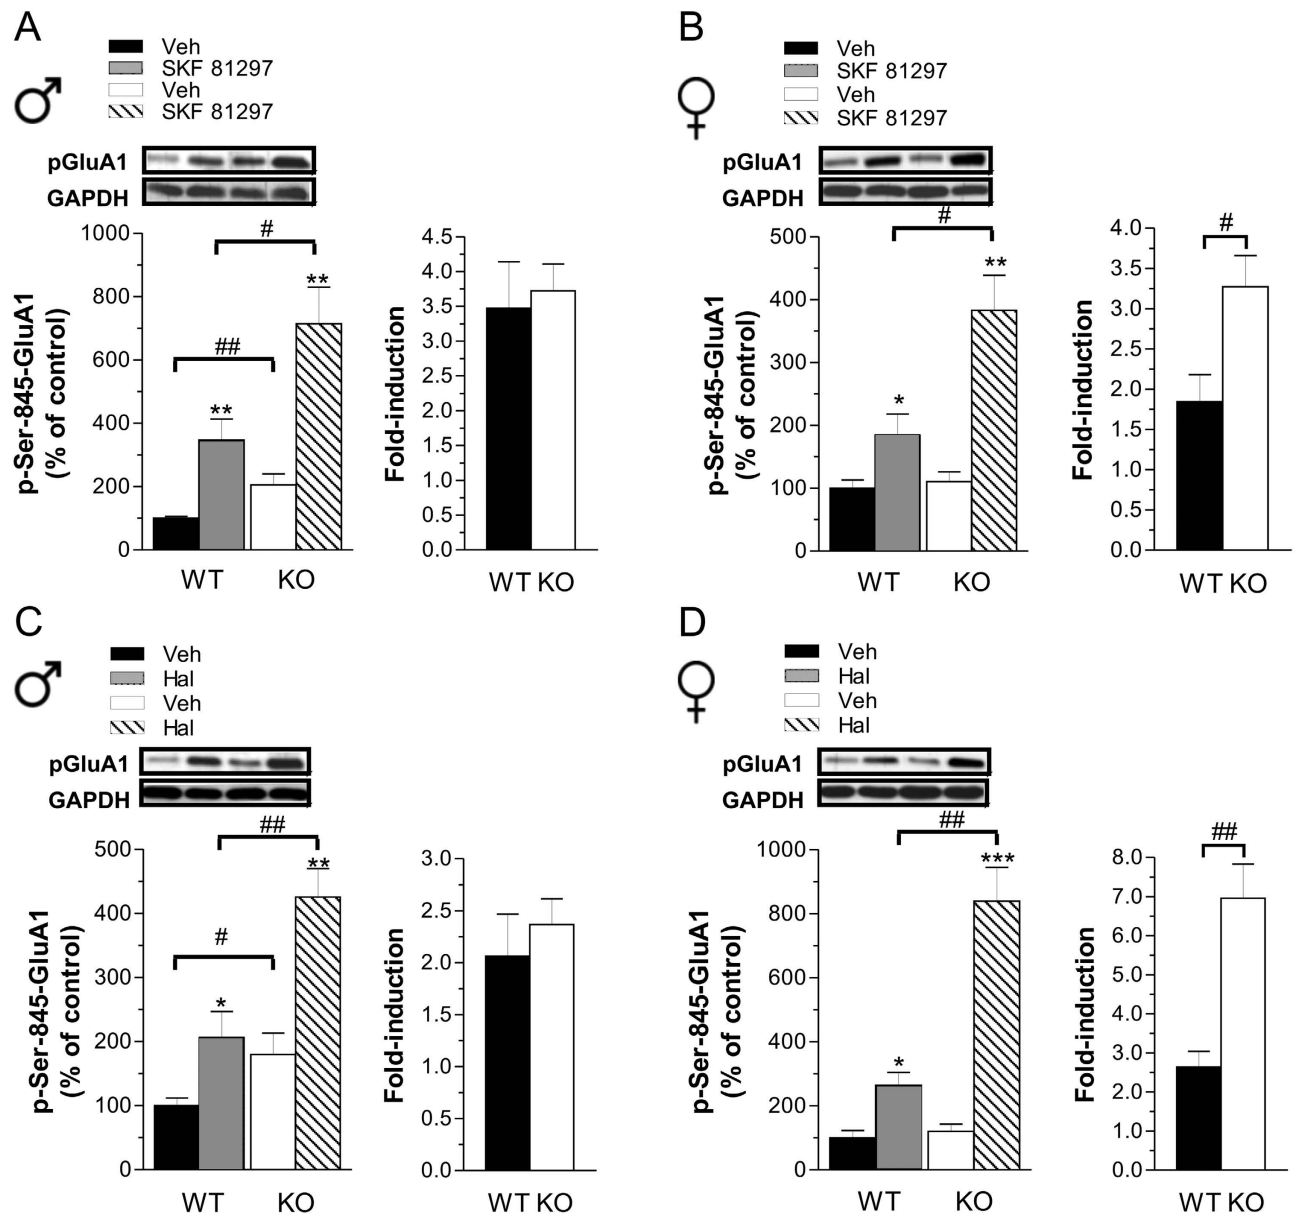 A
Veh
SKF 81297
Veh
SKF 81297
pGluA1
GAPDH
p-Ser-845-GluA1
(% of control)
1000
800
600
400
200
0
#
##
**
**
WT KO
Fold-induction
4.5
4.0
3.5
3.0
2.5
2.0
1.5
1.0
0.5
0.0
WT KO
B
Veh
SKF 81297
Veh
SKF 81297
pGluA1
GAPDH
p-Ser-845-GluA1
(% of control)
500
400
300
200
100
0
#
**
*
WT KO
Fold-induction
4.0
3.5
3.0
2.5
2.0
1.5
1.0
0.5
0.0
#
WT KO
C
Veh
Hal
Veh
Hal
pGluA1
GAPDH
p-Ser-845-GluA1
(% of control)
500
400
300
200
100
0
##
**
#
*
WT KO
Fold-induction
3.0
2.5
2.0
1.5
1.0
0.5
0.0
WT KO
D
Veh
Hal
Veh
Hal
pGluA1
GAPDH
p-Ser-845-GluA1
(% of control)
1000
800
600
400
200
0
##
***
*
WT KO
Fold-induction
8.0
7.0
6.0
5.0
4.0
3.0
2.0
1.0
0.0
##
WT KO